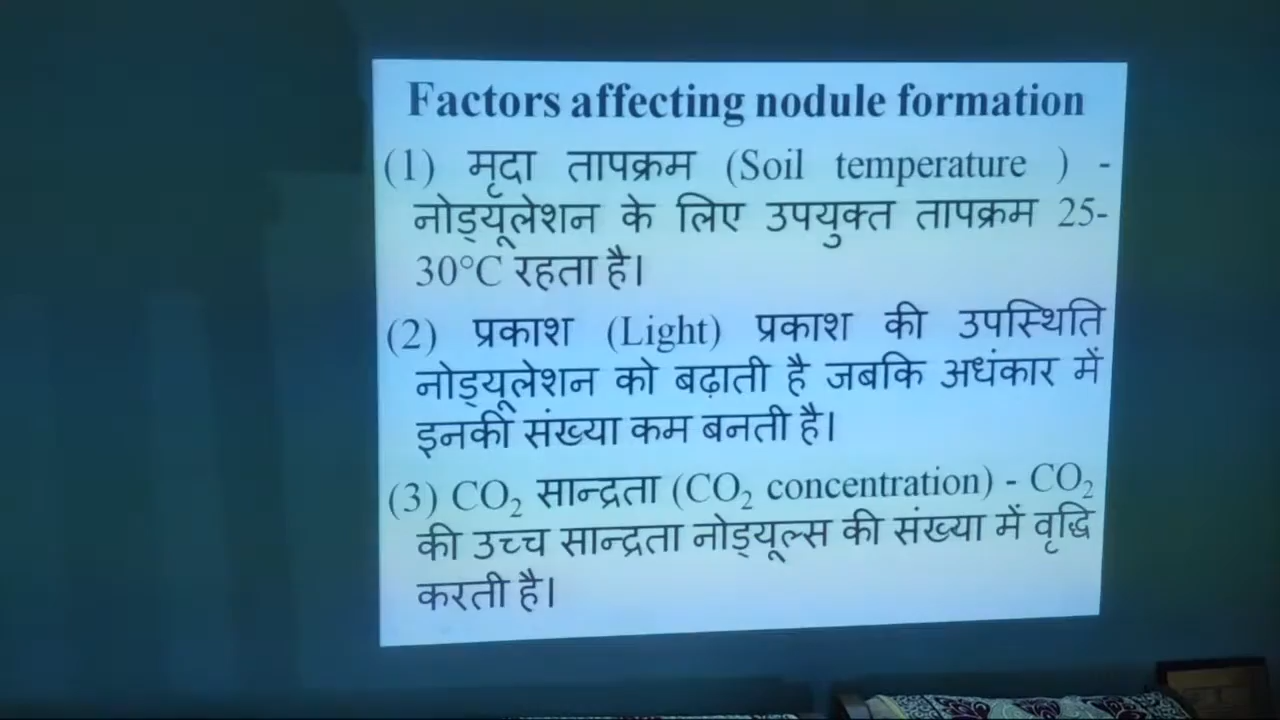 Factors affecting nodule formation
(1) मृदा तापक्रम (Soil temperature ) -
नोड्यूलेशन के लिए उपयुक्त तापक्रम 25-
30°C रहता है।
(2) प्रकाश (Light) प्रकाश की उपस्थिति
नोड्यूलेशन को बढ़ाती है जबकि अधंकार में
इनकी संख्या कम बनती है।
(3) CO₂ सान्द्रता (CO₂ concentration) - CO₂
की उच्च सान्द्रता नोड्यूल्स की संख्या में वृद्धि
करती है।